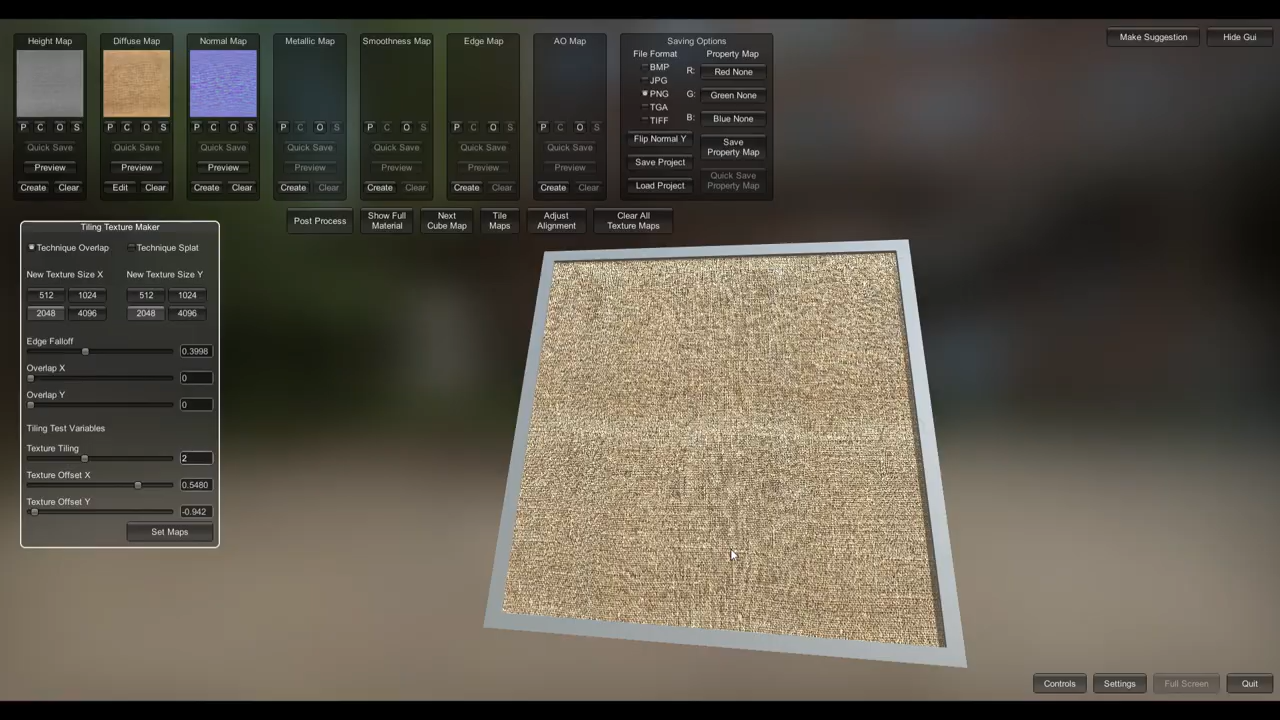 Height Map
Diffuse Map
Normal Map
Metallic Map
Smoothness Map
Edge Map
AO Map
Saving Options
Make Suggestion
Hide Gui
File Format
Property Map
BMP
JPG
PNG
TGA
TIFF
R:
Red None
G:
Green None
B:
Blue None
P C O S
P C O S
P C O S
P C O S
P C O S
P C O S
P C O S
Quick Save
Quick Save
Quick Save
Quick Save
Quick Save
Quick Save
Quick Save
Preview
Preview
Preview
Preview
Preview
Preview
Preview
Create Clear
Edit Clear
Create Clear
Create Clear
Create Clear
Create Clear
Create Clear
Flip Normal Y
Save Project
Load Project
Save
Property Map
Quick Save
Property Map
Post Process
Show Full
Material
Next
Cube Map
Tile
Maps
Adjust
Alignment
Clear All
Texture Maps
Tiling Texture Maker
Technique Overlap
Technique Splat
New Texture Size X
New Texture Size Y
512 1024
512 1024
2048 4096
2048 4096
Edge Falloff
0.3998
Overlap X
0
Overlap Y
0
Tiling Test Variables
Texture Tiling
2
Texture Offset X
0.5480
Texture Offset Y
-0.942
Set Maps
Controls
Settings
Full Screen
Quit